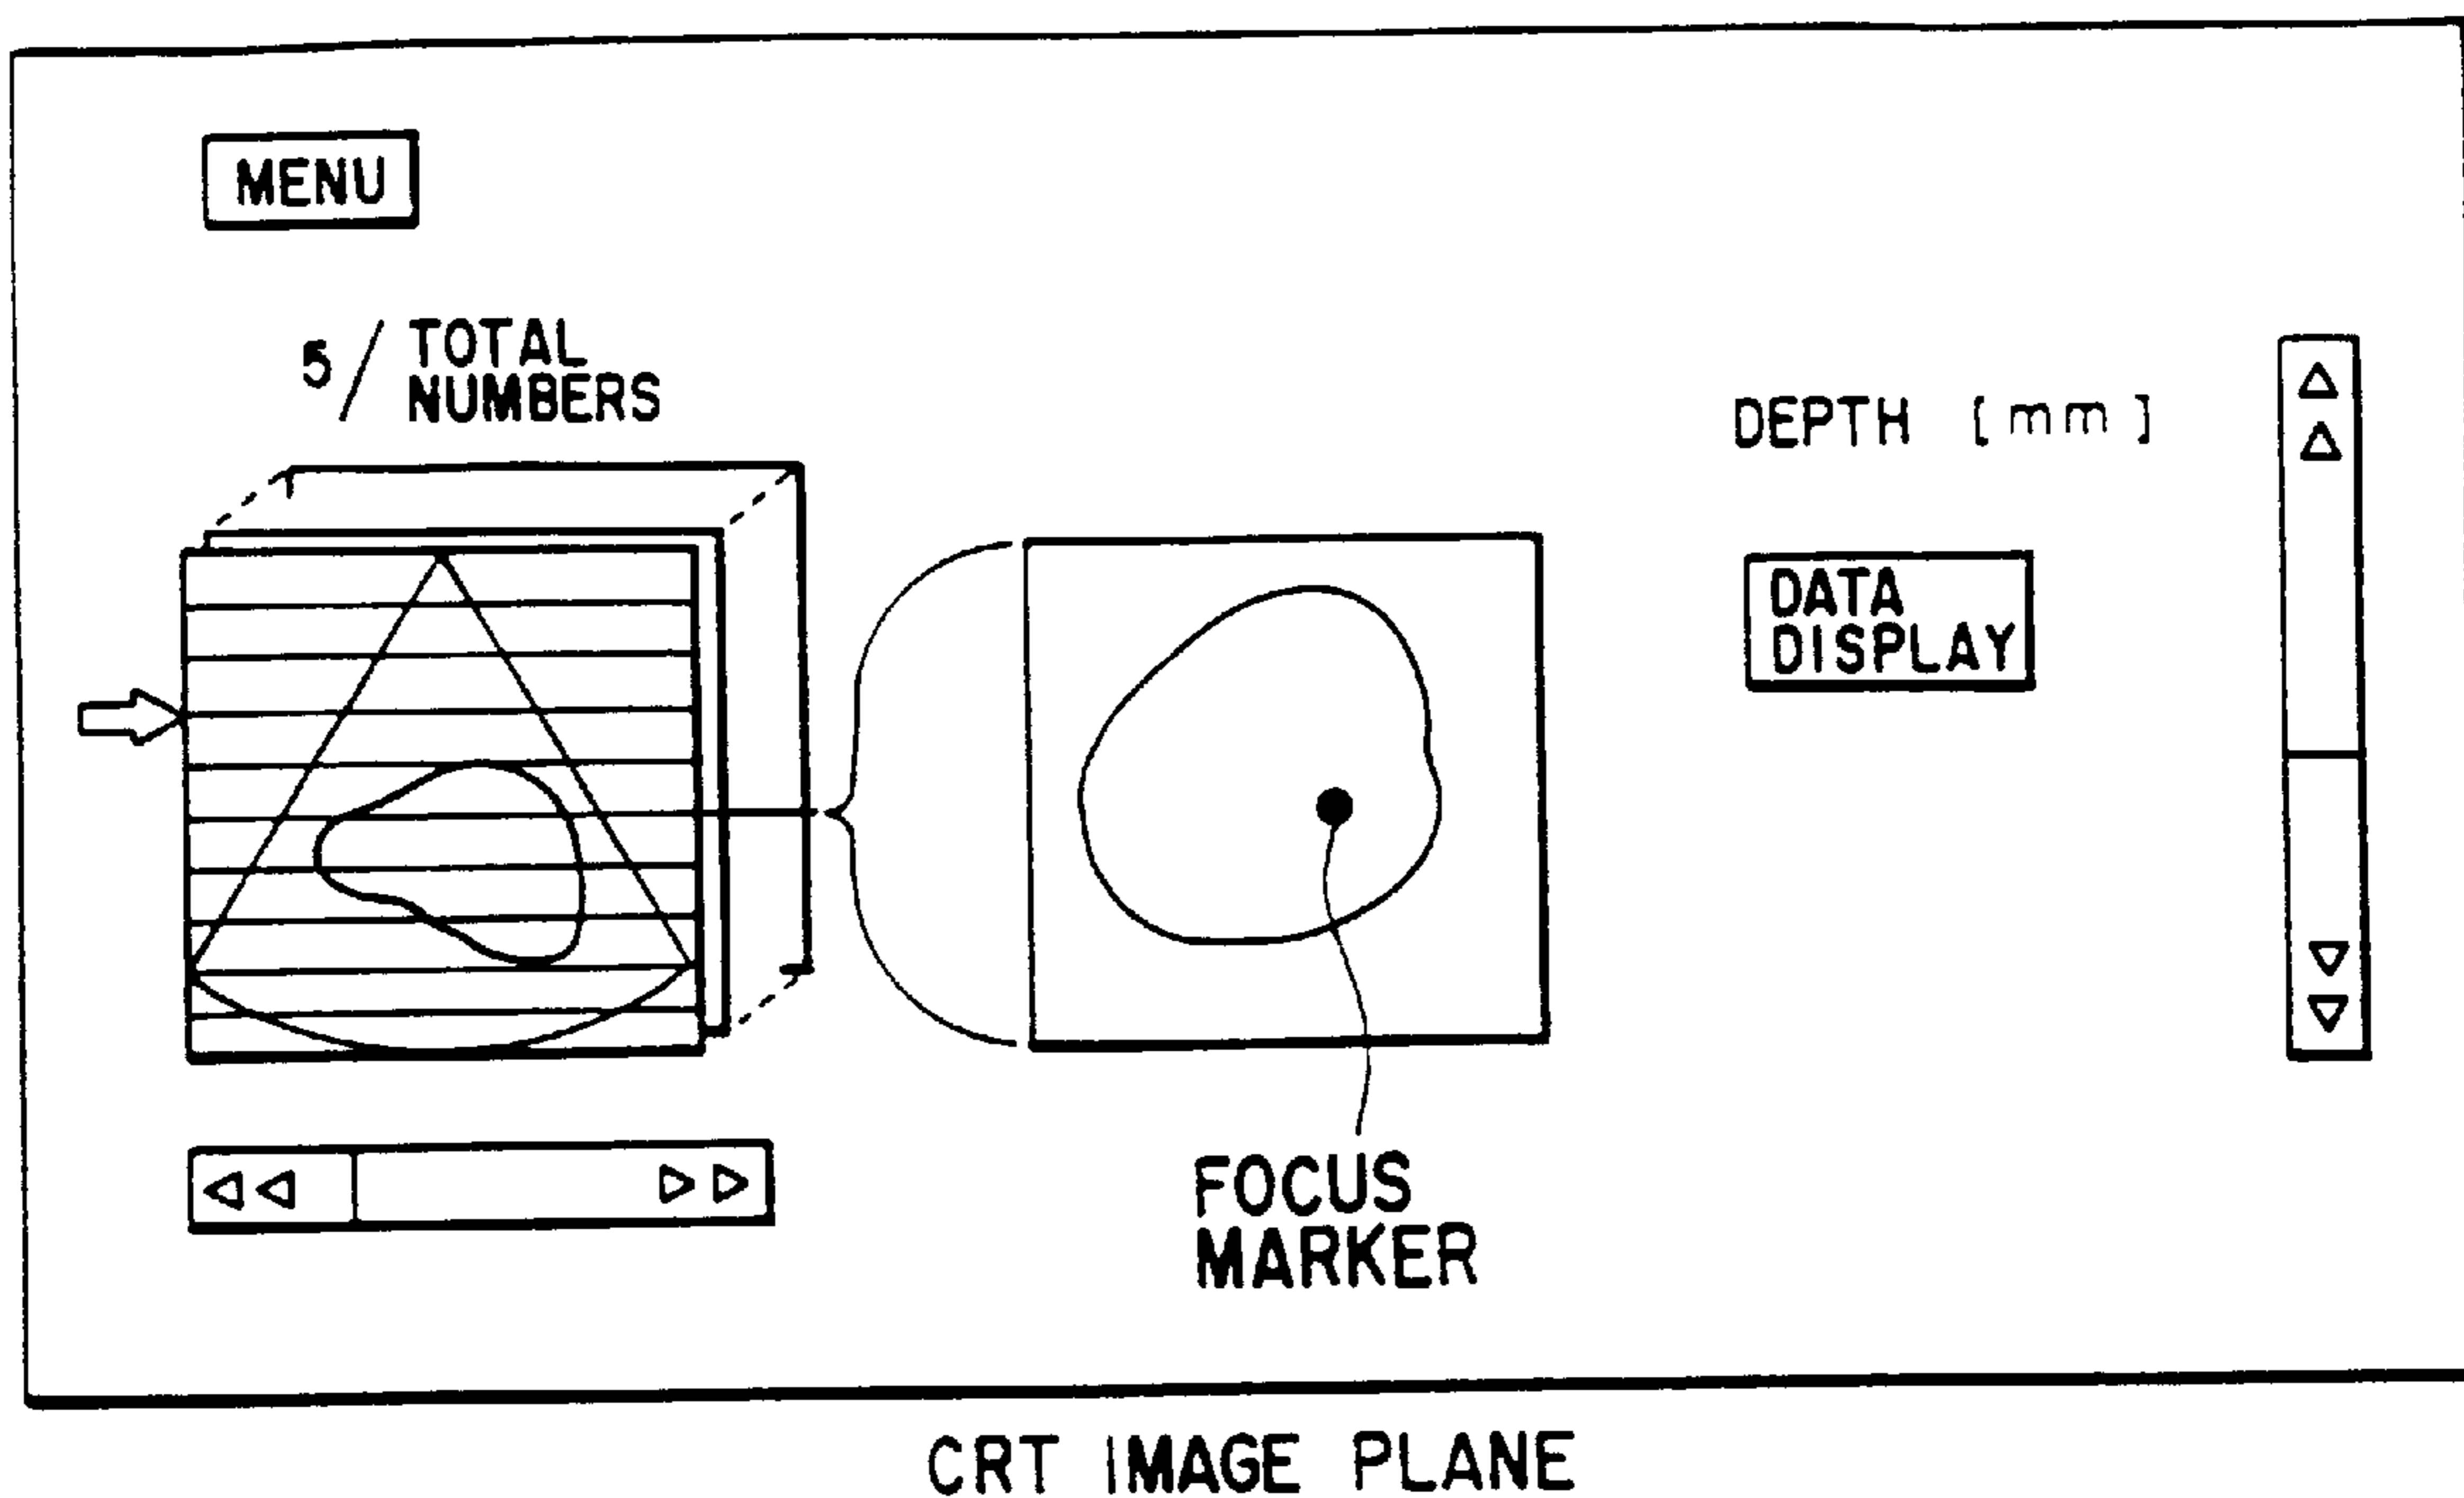 MENU
5/ TOTAL
NUMBERS
DEPTH [mm]
DATA
DISPLAY
FOCUS
MARKER
CRT IMAGE PLANE